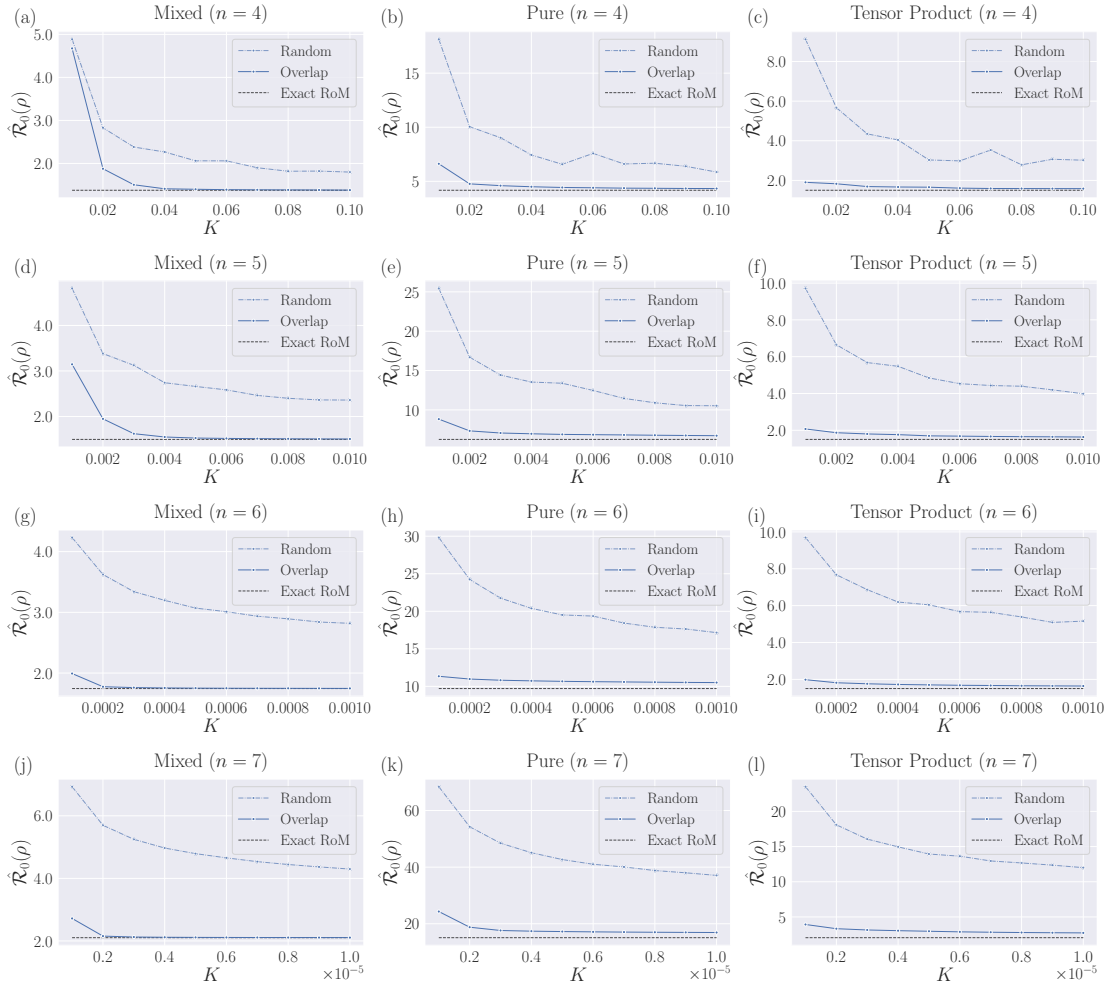 (a) Mixed (n = 4)
R̂₀(ρ)
5.0
4.0
3.0
2.0
Random
Overlap
Exact RoM
0.02 0.04 0.06 0.08 0.10
K
(b) Pure (n = 4)
R̂₀(ρ)
15
10
5
Random
Overlap
Exact RoM
0.02 0.04 0.06 0.08 0.10
K
(c) Tensor Product (n = 4)
R̂₀(ρ)
8.0
6.0
4.0
2.0
Random
Overlap
Exact RoM
0.02 0.04 0.06 0.08 0.10
K
(d) Mixed (n = 5)
R̂₀(ρ)
4.0
3.0
2.0
Random
Overlap
Exact RoM
0.002 0.004 0.006 0.008 0.010
K
(e) Pure (n = 5)
R̂₀(ρ)
25
20
15
10
Random
Overlap
Exact RoM
0.002 0.004 0.006 0.008 0.010
K
(f) Tensor Product (n = 5)
R̂₀(ρ)
10.0
8.0
6.0
4.0
2.0
Random
Overlap
Exact RoM
0.002 0.004 0.006 0.008 0.010
K
(g) Mixed (n = 6)
R̂₀(ρ)
4.0
3.0
2.0
Random
Overlap
Exact RoM
0.0002 0.0004 0.0006 0.0008 0.0010
K
(h) Pure (n = 6)
R̂₀(ρ)
30
25
20
15
10
Random
Overlap
Exact RoM
0.0002 0.0004 0.0006 0.0008 0.0010
K
(i) Tensor Product (n = 6)
R̂₀(ρ)
10.0
8.0
6.0
4.0
2.0
Random
Overlap
Exact RoM
0.0002 0.0004 0.0006 0.0008 0.0010
K
(j) Mixed (n = 7)
R̂₀(ρ)
6.0
4.0
2.0
Random
Overlap
Exact RoM
0.2 0.4 0.6 0.8 1.0
K
×10⁻⁵
(k) Pure (n = 7)
R̂₀(ρ)
60
40
20
Random
Overlap
Exact RoM
0.2 0.4 0.6 0.8 1.0
K
×10⁻⁵
(l) Tensor Product (n = 7)
R̂₀(ρ)
20
15
10
5
Random
Overlap
Exact RoM
0.2 0.4 0.6 0.8 1.0
K
×10⁻⁵